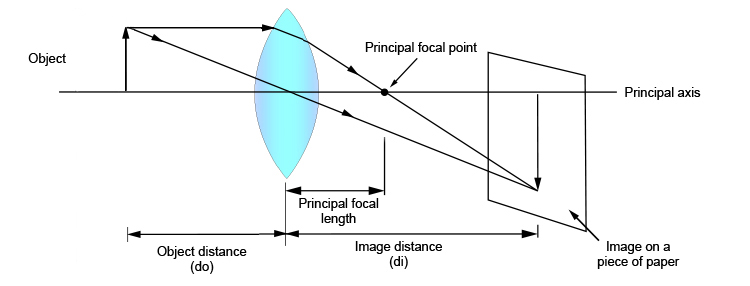 Principal focal point
Object
Principal axis
Principal focal
length
Object distance
(do)
Image distance
(di)
Image on a
piece of paper